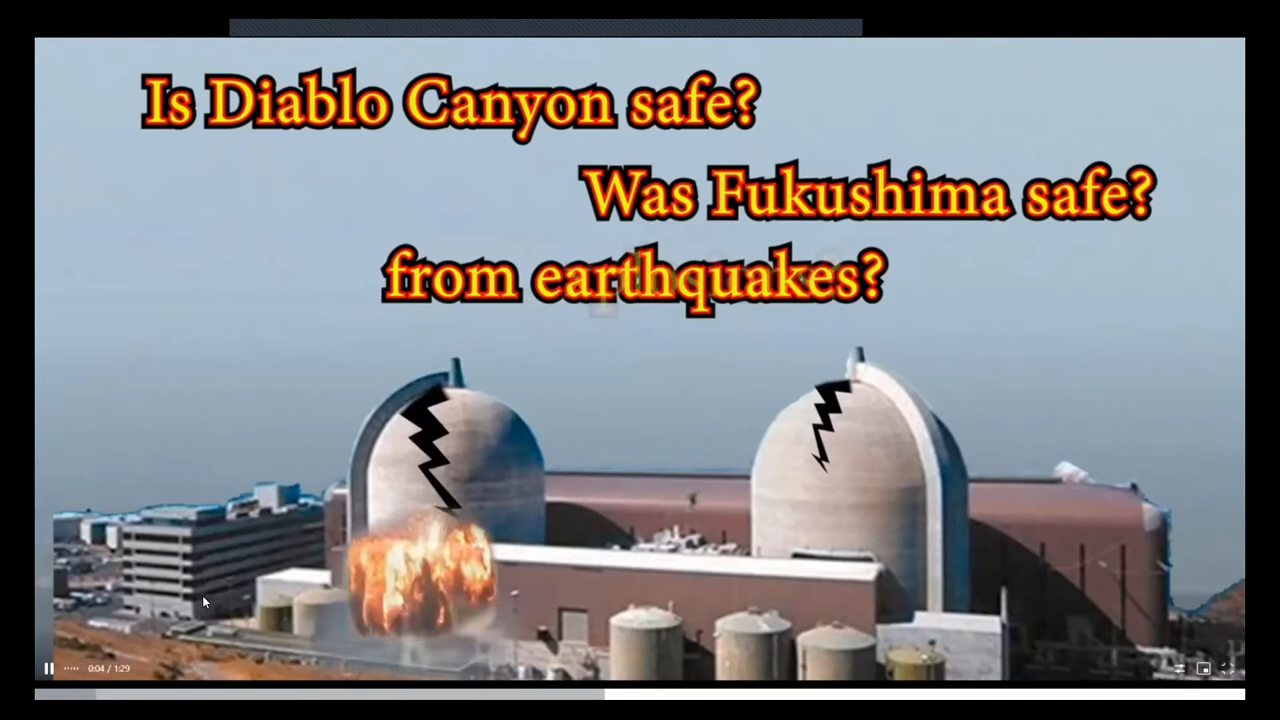 Is Diablo Canyon safe?
Was Fukushima safe?
from earthquakes?
0:04 / 1:29